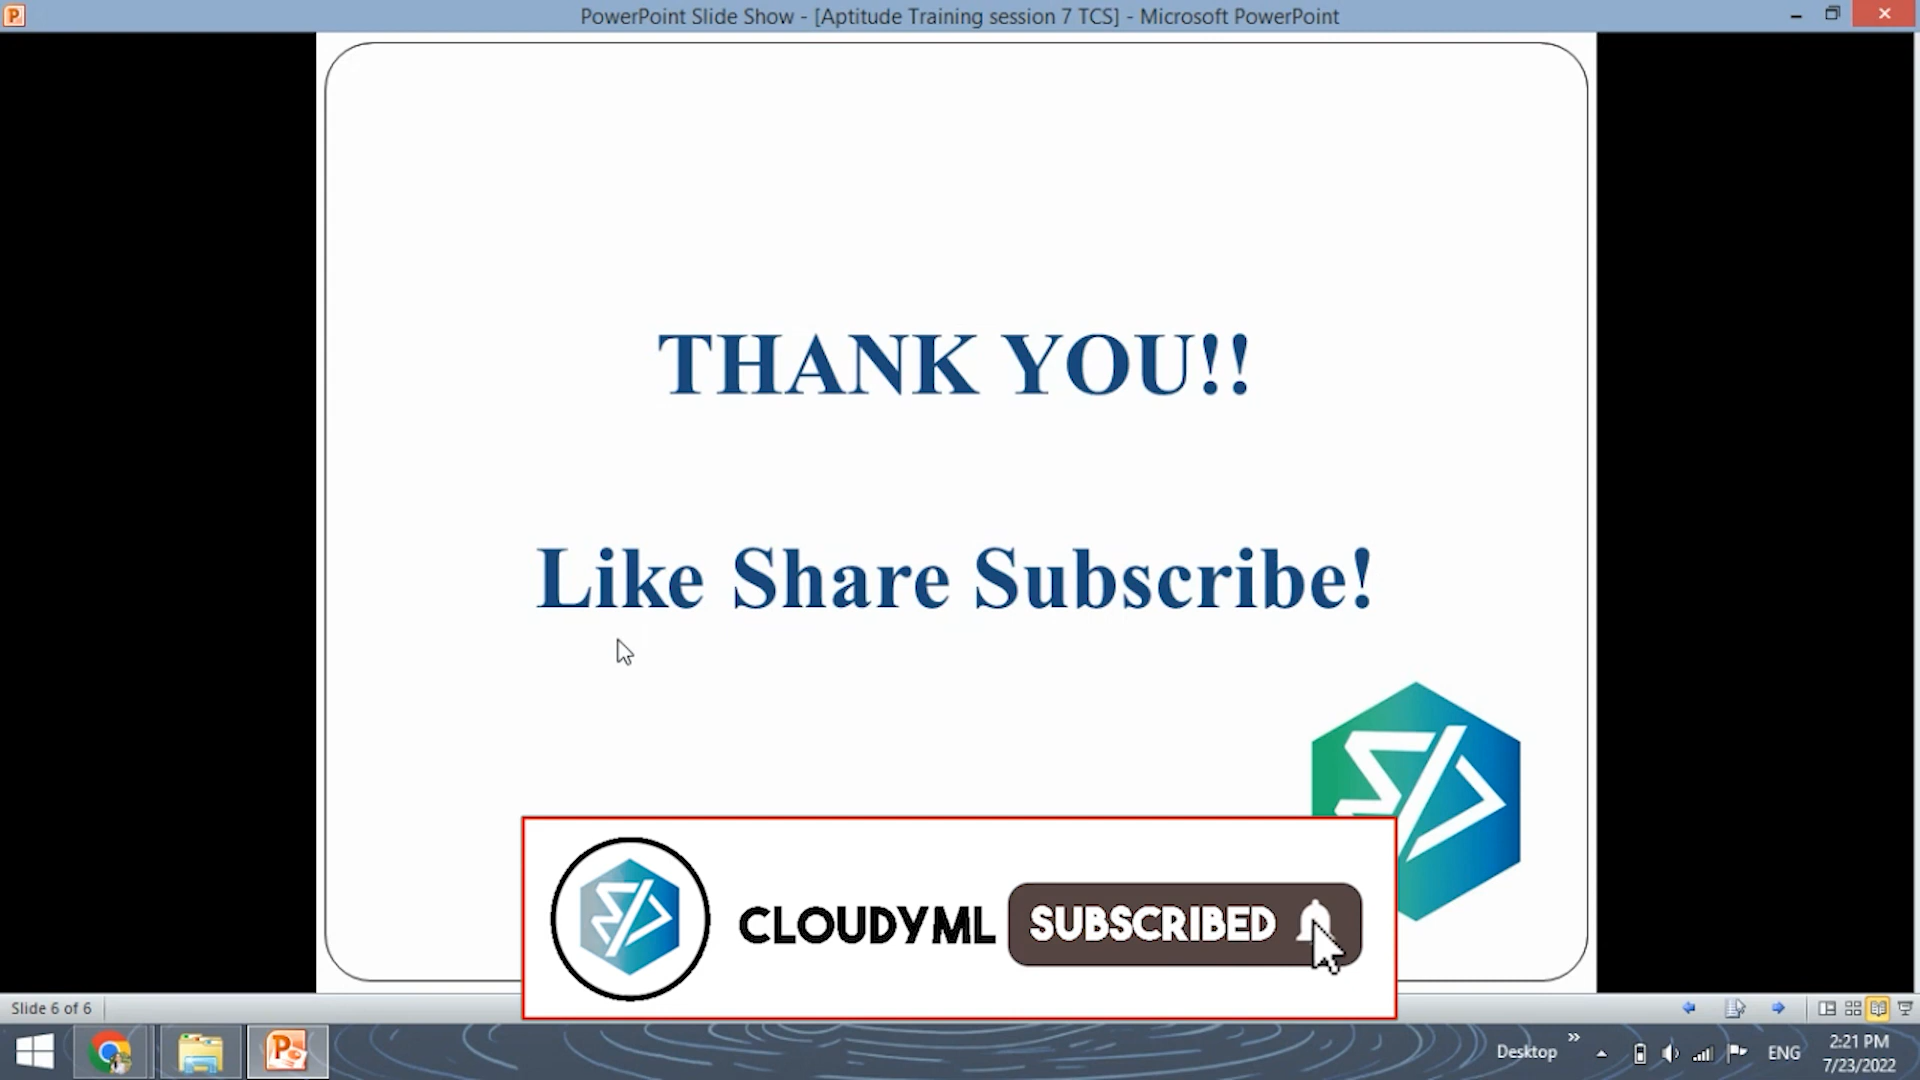 PowerPoint Slide Show - [Aptitude Training session 7 TCS] - Microsoft PowerPoint
THANK YOU!!
Like Share Subscribe!
CLOUDYML SUBSCRIBED
Slide 6 of 6
Desktop
ENG
2:21 PM
7/23/2022